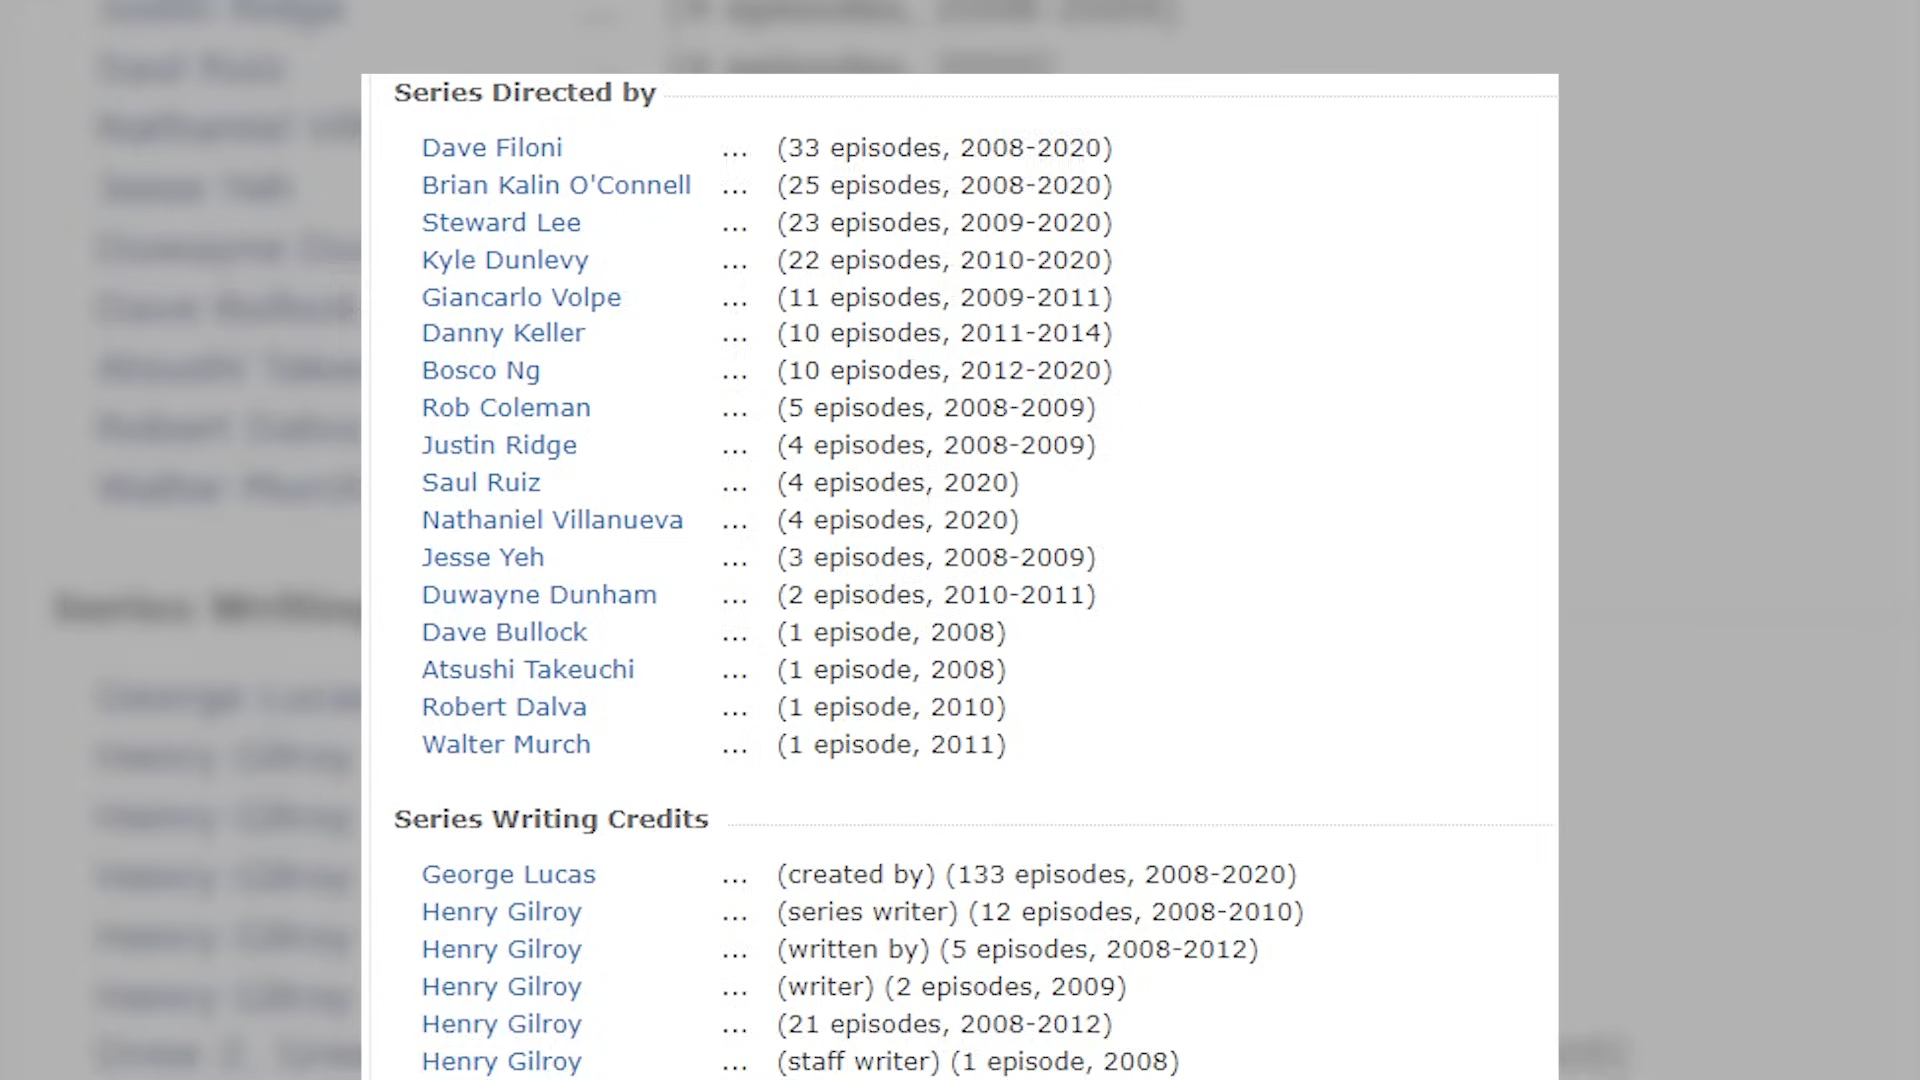 Series Directed by
Dave Filoni ... (33 episodes, 2008-2020)
Brian Kalin O'Connell ... (25 episodes, 2008-2020)
Steward Lee ... (23 episodes, 2009-2020)
Kyle Dunlevy ... (22 episodes, 2010-2020)
Giancarlo Volpe ... (11 episodes, 2009-2011)
Danny Keller ... (10 episodes, 2011-2014)
Bosco Ng ... (10 episodes, 2012-2020)
Rob Coleman ... (5 episodes, 2008-2009)
Justin Ridge ... (4 episodes, 2008-2009)
Saul Ruiz ... (4 episodes, 2020)
Nathaniel Villanueva ... (4 episodes, 2020)
Jesse Yeh ... (3 episodes, 2008-2009)
Duwayne Dunham ... (2 episodes, 2010-2011)
Dave Bullock ... (1 episode, 2008)
Atsushi Takeuchi ... (1 episode, 2008)
Robert Dalva ... (1 episode, 2010)
Walter Murch ... (1 episode, 2011)
Series Writing Credits
George Lucas ... (created by) (133 episodes, 2008-2020)
Henry Gilroy ... (series writer) (12 episodes, 2008-2010)
Henry Gilroy ... (written by) (5 episodes, 2008-2012)
Henry Gilroy ... (writer) (2 episodes, 2009)
Henry Gilroy ... (21 episodes, 2008-2012)
Henry Gilroy ... (staff writer) (1 episode, 2008)